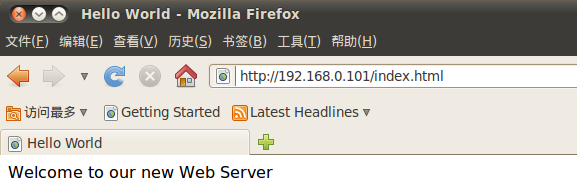 Hello World - Mozilla Firefox
文件(F) 编辑(E) 查看(V) 历史(S) 书签(B) 工具(T) 帮助(H)
http://192.168.0.101/index.html
访问最多 Getting Started Latest Headlines
Hello World
Welcome to our new Web Server